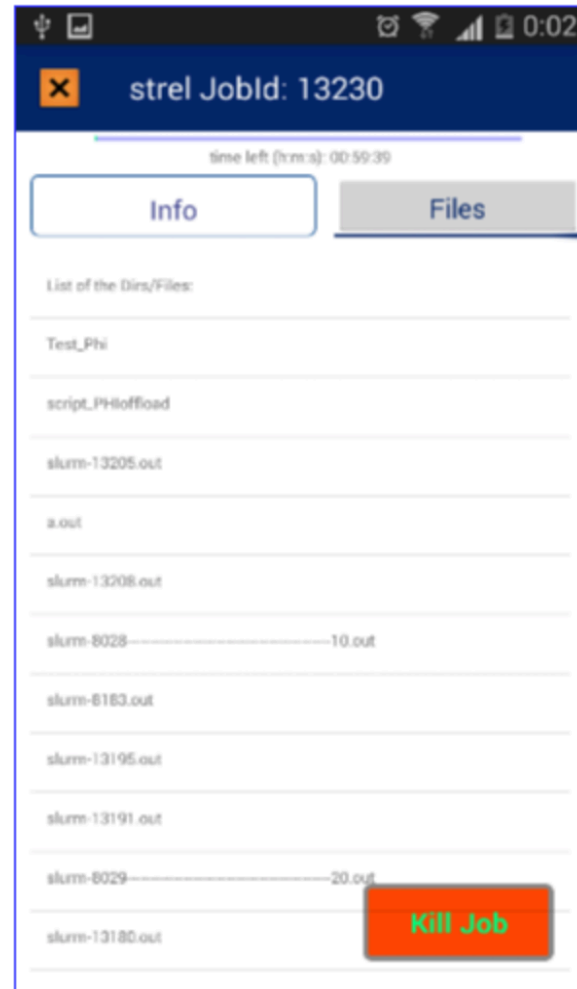 0:02
strel JobId: 13230
time left (h:m:s): 00:59:39
Info Files
List of the Dirs/Files:
Test_Phi
script_PHIoffload
slurm-13205.out
a.out
slurm-13208.out
slurm-8028-----------------------------------10.out
slurm-8183.out
slurm-13195.out
slurm-13191.out
slurm-8029-----------------------------------20.out
Kill Job
slurm-13180.out